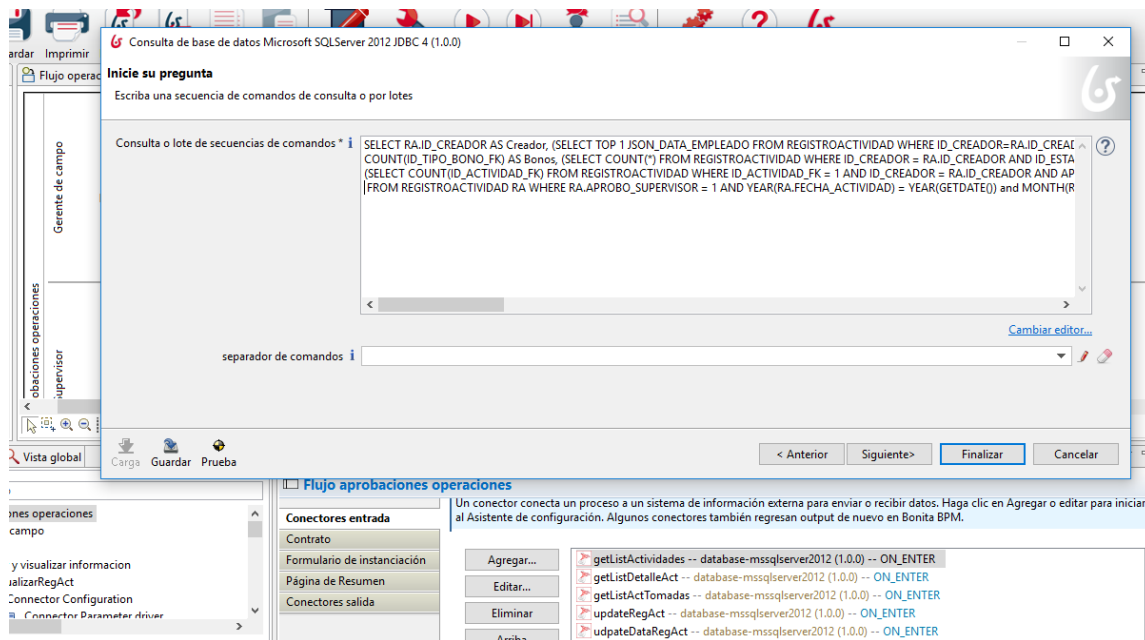 Imprimir
Flujo operac
Gerente de campo
obaciones operaciones
upervisor
Consulta de base de datos Microsoft SQLServer 2012 JDBC 4 (1.0.0)
Inicie su pregunta
Escriba una secuencia de comandos de consulta o por lotes
Consulta o lote de secuencias de comandos *
SELECT RA.ID_CREADOR AS Creador, (SELECT TOP 1 JSON_DATA_EMPLEADO FROM REGISTROACTIVIDAD WHERE ID_CREADOR=RA.ID_CREAD
COUNT(ID_TIPO_BONO_FK) AS Bonos, (SELECT COUNT(*) FROM REGISTROACTIVIDAD WHERE ID_CREADOR = RA.ID_CREADOR AND ID_ESTA
(SELECT COUNT(ID_ACTIVIDAD_FK) FROM REGISTROACTIVIDAD WHERE ID_ACTIVIDAD_FK = 1 AND ID_CREADOR = RA.ID_CREADOR AND AP
FROM REGISTROACTIVIDAD RA WHERE RA.APROBO_SUPERVISOR = 1 AND YEAR(RA.FECHA_ACTIVIDAD) = YEAR(GETDATE()) and MONTH(R
Cambiar editor...
separador de comandos
Carga Guardar Prueba
< Anterior Siguiente> Finalizar Cancelar
Vista global
nes operaciones
campo
y visualizar informacion
ualizarRegAct
Connector Configuration
Connector Parameter driver
Flujo aprobaciones operaciones
Conectores entrada
Contrato
Formulario de instanciación
Página de Resumen
Conectores salida
Un conector conecta un proceso a un sistema de información externa para enviar o recibir datos. Haga clic en Agregar o editar para iniciar
al Asistente de configuración. Algunos conectores también regresan output de nuevo en Bonita BPM.
Agregar...
Editar...
Eliminar
Arriba
getListActividades -- database-mssqlserver2012 (1.0.0) -- ON_ENTER
getListDetalleAct -- database-mssqlserver2012 (1.0.0) -- ON_ENTER
getListActTomadas -- database-mssqlserver2012 (1.0.0) -- ON_ENTER
updateRegAct -- database-mssqlserver2012 (1.0.0) -- ON_ENTER
udpateDataRegAct -- database-mssqlserver2012 (1.0.0) -- ON_ENTER